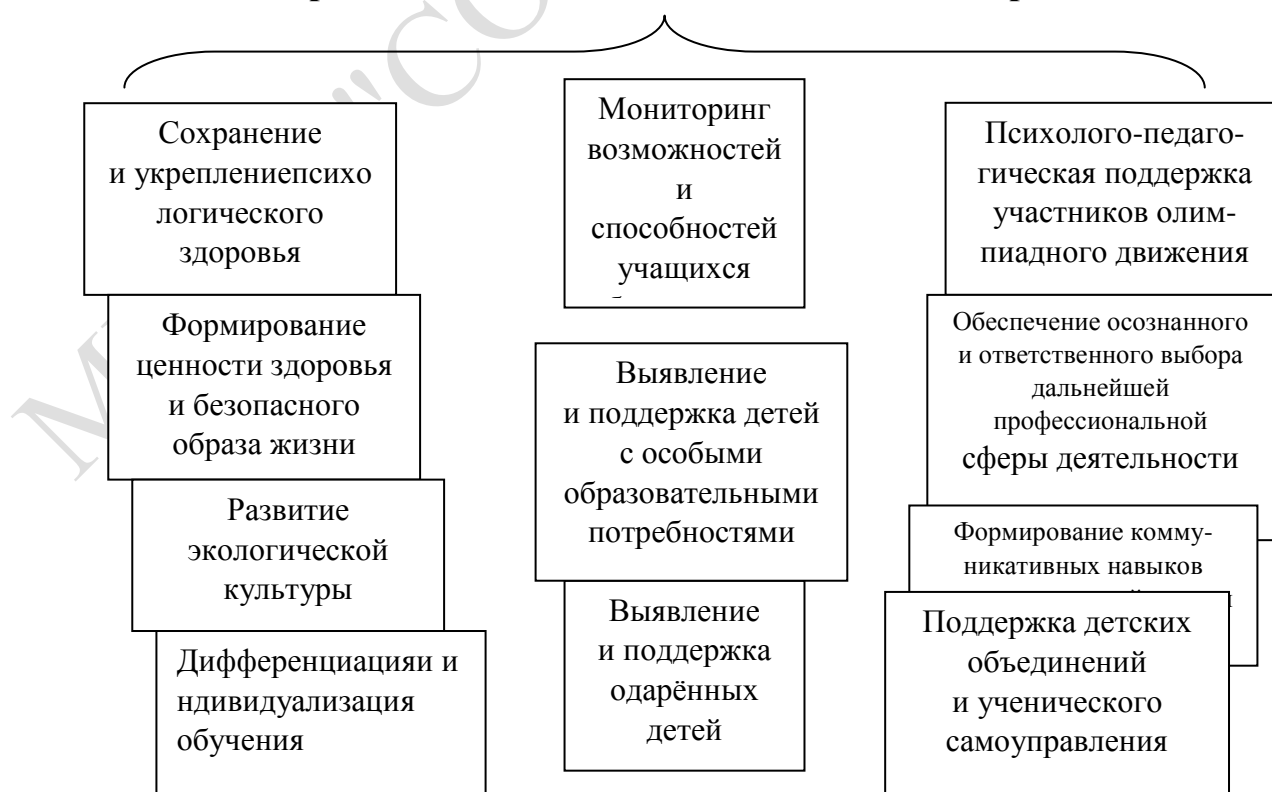 Сохранение
и укреплениепсихо
логического
здоровья
Формирование
ценности здоровья
и безопасного
образа жизни
Развитие
экологической
культуры
Дифференциацияи и
ндивидуализация
обучения
Мониторинг
возможностей
и
способностей
учащихся
Выявление
и поддержка детей
с особыми
образовательными
потребностями
Выявление
и поддержка
одарённых
детей
Психолого-педаго-
гическая поддержка
участников олим-
пиадного движения
Обеспечение осознанного
и ответственного выбора
дальнейшей
профессиональной
сферы деятельности
Формирование комму-
никативных навыков
Поддержка детских
объединений
и ученического
самоуправления